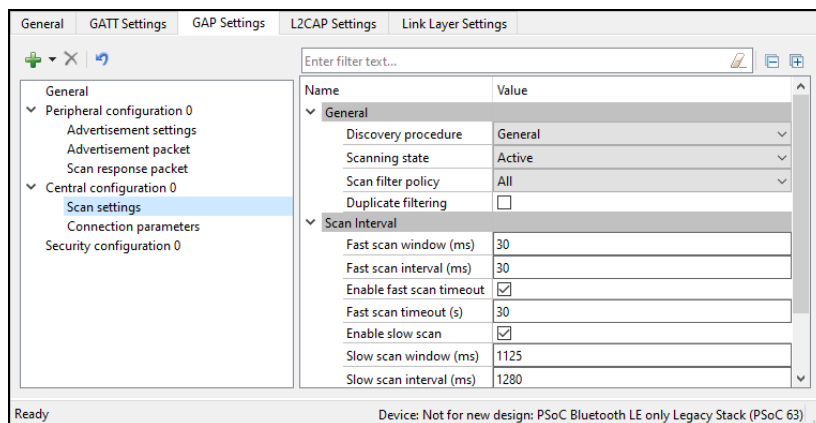 General GATT Settings GAP Settings L2CAP Settings Link Layer Settings
Enter filter text...
General
Peripheral configuration 0
Advertisement settings
Advertisement packet
Scan response packet
Central configuration 0
Scan settings
Connection parameters
Security configuration 0
Name Value
General
Discovery procedure General
Scanning state Active
Scan filter policy All
Duplicate filtering
Scan Interval
Fast scan window (ms) 30
Fast scan interval (ms) 30
Enable fast scan timeout
Fast scan timeout (s) 30
Enable slow scan
Slow scan window (ms) 1125
Slow scan interval (ms) 1280
Ready Device: Not for new design: PSoC Bluetooth LE only Legacy Stack (PSoC 63)